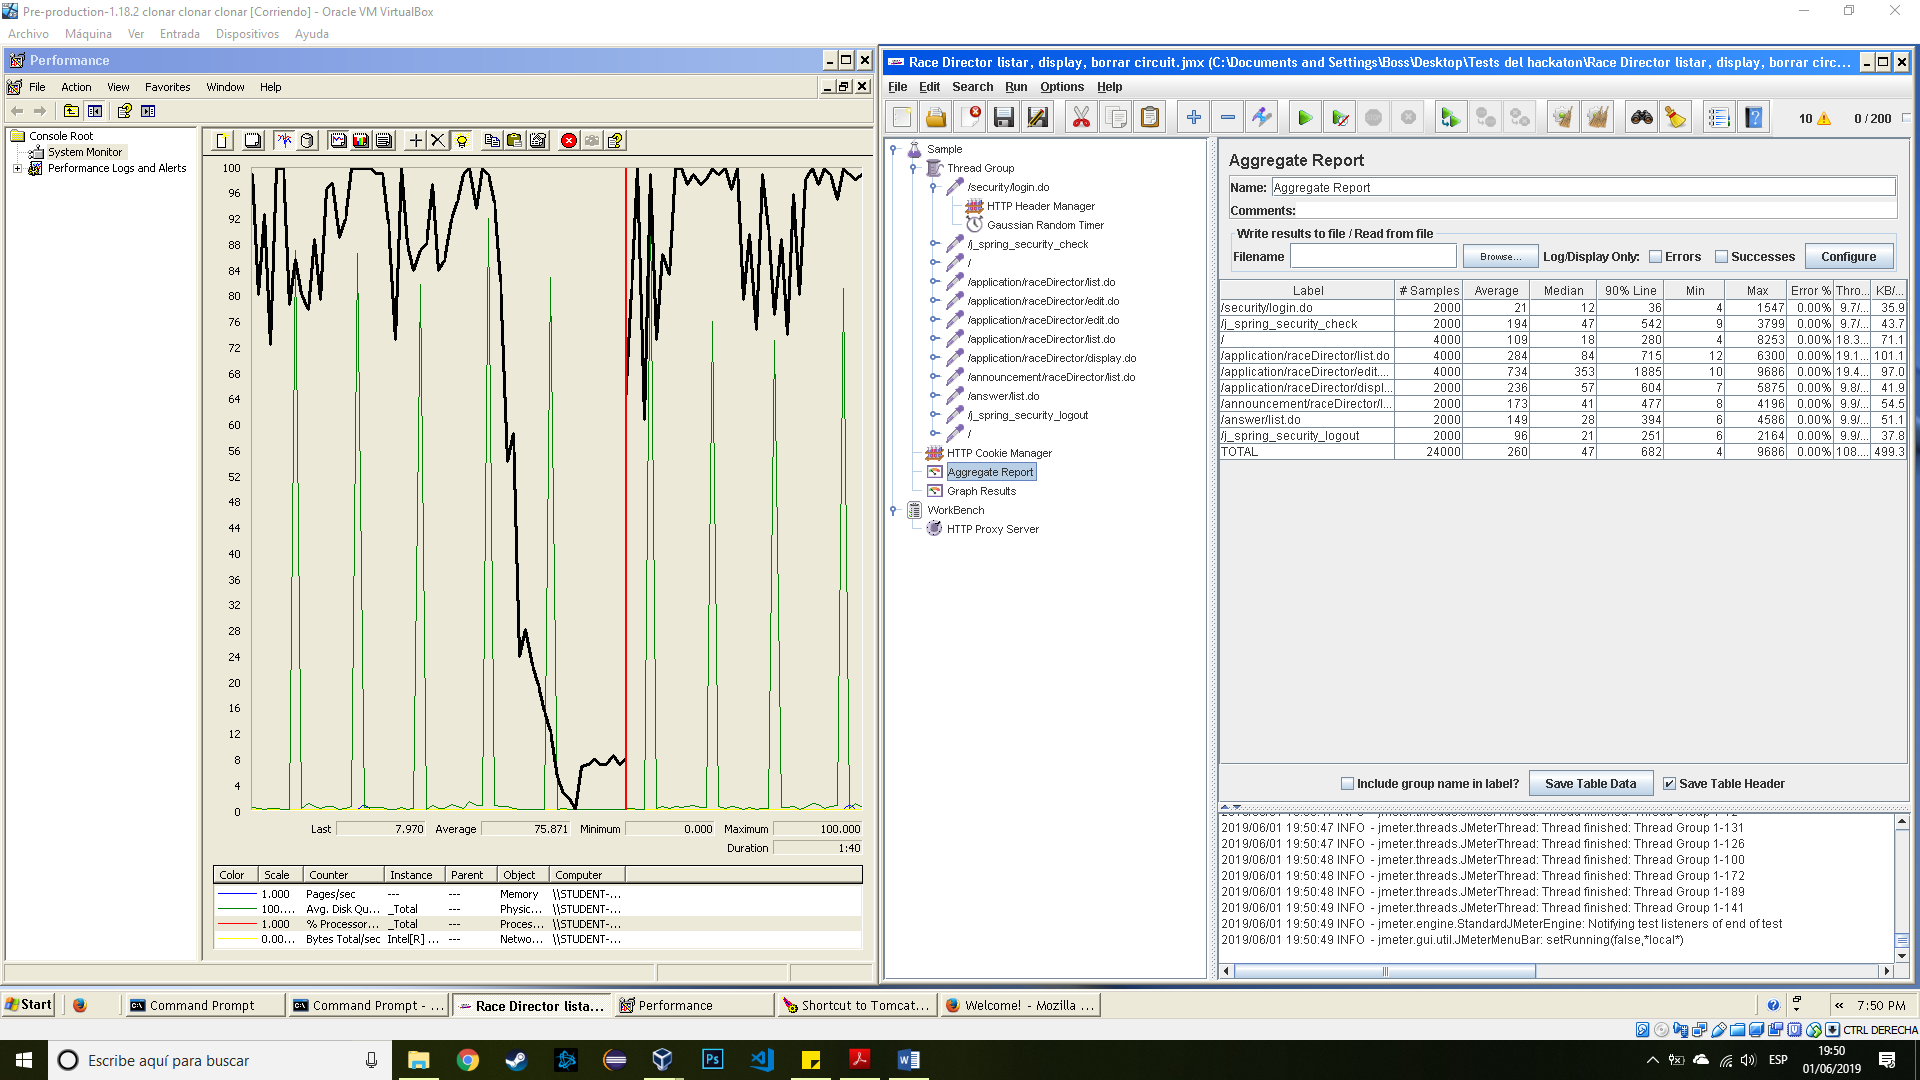 Pre-production-1.18.2 clonar clonar clonar [Corriendo] - Oracle VM VirtualBox
Archivo Máquina Ver Entrada Dispositivos Ayuda
Performance
File Action View Favorites Window Help
Console Root
System Monitor
Performance Logs and Alerts
100
96
92
88
84
80
76
72
68
64
60
56
52
48
44
40
36
32
28
24
20
16
12
8
4
0
Last 7.970 Average 75.871 Minimum 0.000 Maximum 100.000
Duration 1:40
Color Scale Counter Instance Parent Object Computer
1.000 Pages/sec --- --- Memory \\STUDENT-...
100.... Avg. Disk Qu... _Total --- Physic... \\STUDENT-...
1.000 % Processor... _Total --- Proces... \\STUDENT-...
0.00... Bytes Total/sec Intel[R] ... --- Netwo... \\STUDENT-...
Race Director listar, display, borrar circuit.jmx (C:\Documents and Settings\Boss\Desktop\Tests del hackaton\Race Director listar, display, borrar circ...
File Edit Search Run Options Help
10 0 / 200
Sample
Thread Group
/security/login.do
HTTP Header Manager
Gaussian Random Timer
/j_spring_security_check
/
/application/raceDirector/list.do
/application/raceDirector/edit.do
/application/raceDirector/edit.do
/application/raceDirector/list.do
/application/raceDirector/display.do
/announcement/raceDirector/list.do
/answer/list.do
/j_spring_security_logout
/
HTTP Cookie Manager
Aggregate Report
Graph Results
WorkBench
HTTP Proxy Server
Aggregate Report
Name: Aggregate Report
Comments:
Write results to file / Read from file
Filename Browse... Log/Display Only: Errors Successes Configure
Label # Samples Average Median 90% Line Min Max Error % Thro... KB/...
/security/login.do 2000 21 12 36 4 1547 0.00% 9.7/... 35.9
/j_spring_security_check 2000 194 47 542 9 3799 0.00% 9.7/... 43.7
/ 4000 109 18 280 4 8253 0.00% 18.3... 71.1
/application/raceDirector/list.do 4000 284 84 715 12 6300 0.00% 19.1... 101.1
/application/raceDirector/edit.... 4000 734 353 1885 10 9686 0.00% 19.4... 97.0
/application/raceDirector/displ... 2000 236 57 604 7 5875 0.00% 9.8/... 41.9
/announcement/raceDirector/l... 2000 173 41 477 8 4196 0.00% 9.9/... 54.5
/answer/list.do 2000 149 28 394 6 4586 0.00% 9.9/... 51.1
/j_spring_security_logout 2000 96 21 251 6 2164 0.00% 9.9/... 37.8
TOTAL 24000 260 47 682 4 9686 0.00% 108.... 499.3
Include group name in label? Save Table Data Save Table Header
2019/06/01 19:50:47 INFO - jmeter.threads.JMeterThread: Thread finished: Thread Group 1-131
2019/06/01 19:50:47 INFO - jmeter.threads.JMeterThread: Thread finished: Thread Group 1-126
2019/06/01 19:50:48 INFO - jmeter.threads.JMeterThread: Thread finished: Thread Group 1-100
2019/06/01 19:50:48 INFO - jmeter.threads.JMeterThread: Thread finished: Thread Group 1-172
2019/06/01 19:50:48 INFO - jmeter.threads.JMeterThread: Thread finished: Thread Group 1-189
2019/06/01 19:50:49 INFO - jmeter.threads.JMeterThread: Thread finished: Thread Group 1-141
2019/06/01 19:50:49 INFO - jmeter.engine.StandardJMeterEngine: Notifying test listeners of end of test
2019/06/01 19:50:49 INFO - jmeter.gui.util.JMeterMenuBar: setRunning(false,*local*)
Start Command Prompt Command Prompt - ... Race Director lista... Performance Shortcut to Tomcat... Welcome! - Mozilla ... 7:50 PM
CTRL DERECHA
Escribe aquí para buscar
ESP
19:50
01/06/2019